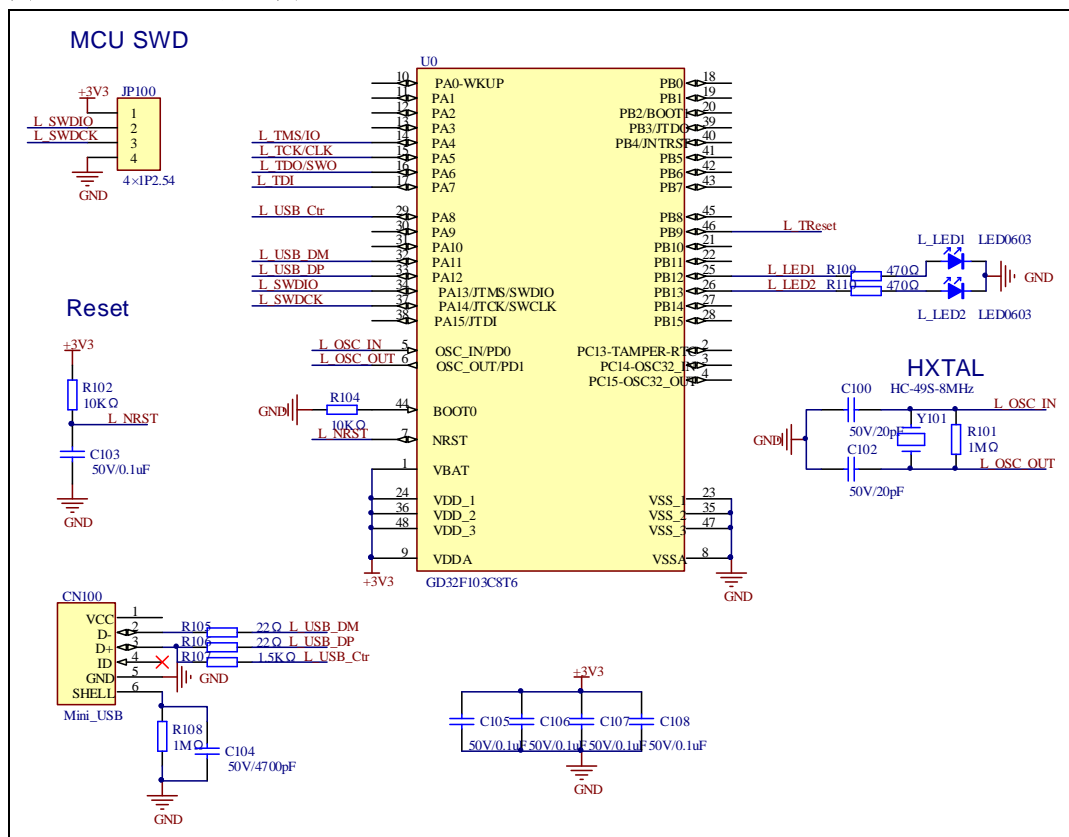 MCU SWD
+3V3
JP100
1
L_SWDIO
2
L_SWDCK
3
4
GND
4×1P2.54
U0
10 PA0-WKUP
11 PA1
12 PA2
13 PA3
L_TMS/IO 14 PA4
L_TCK/CLK 15 PA5
L_TDO/SWO 16 PA6
L_TDI 17 PA7
L_USB_Ctr 29 PA8
30 PA9
31 PA10
L_USB_DM 32 PA11
L_USB_DP 33 PA12
L_SWDIO 34 PA13/JTMS/SWDIO
L_SWDCK 37 PA14/JTCK/SWCLK
38 PA15/JTDI
L_OSC_IN 5 OSC_IN/PD0
L_OSC_OUT 6 OSC_OUT/PD1
GND R104 10KΩ 44 BOOT0
L_NRST 7 NRST
1 VBAT
24 VDD_1
36 VDD_2
48 VDD_3
9 VDDA
+3V3
GD32F103C8T6
PB0 18
PB1 19
PB2/BOOT1 20
PB3/JTDO 39
PB4/JNTRST 40
PB5 41
PB6 42
PB7 43
PB8 45
PB9 46 L_TReset
PB10 21
PB11 22
PB12 25 L_LED1 R109 470Ω
PB13 26 L_LED2 R110 470Ω
PB14 27
PB15 28
PC13-TAMPER-RTC 2
PC14-OSC32_IN 3
PC15-OSC32_OUT 4
VSS_1 23
VSS_2 35
VSS_3 47
VSSA 8
GND
L_LED1 LED0603
GND
L_LED2 LED0603
Reset
+3V3
R102
10KΩ
L_NRST
C103
50V/0.1uF
GND
HXTAL
HC-49S-8MHz
C100
50V/20pF
Y101
L_OSC_IN
GND
R101
1MΩ
C102
50V/20pF
L_OSC_OUT
CN100
VCC 1
D- 2 R105 22Ω L_USB_DM
D+ 3 R106 22Ω L_USB_DP
ID 4 R107 1.5KΩ L_USB_Ctr
GND 5 GND
SHELL 6
Mini_USB
R108
1MΩ
C104
50V/4700pF
GND
+3V3
C105 C106 C107 C108
50V/0.1uF 50V/0.1uF 50V/0.1uF 50V/0.1uF
GND